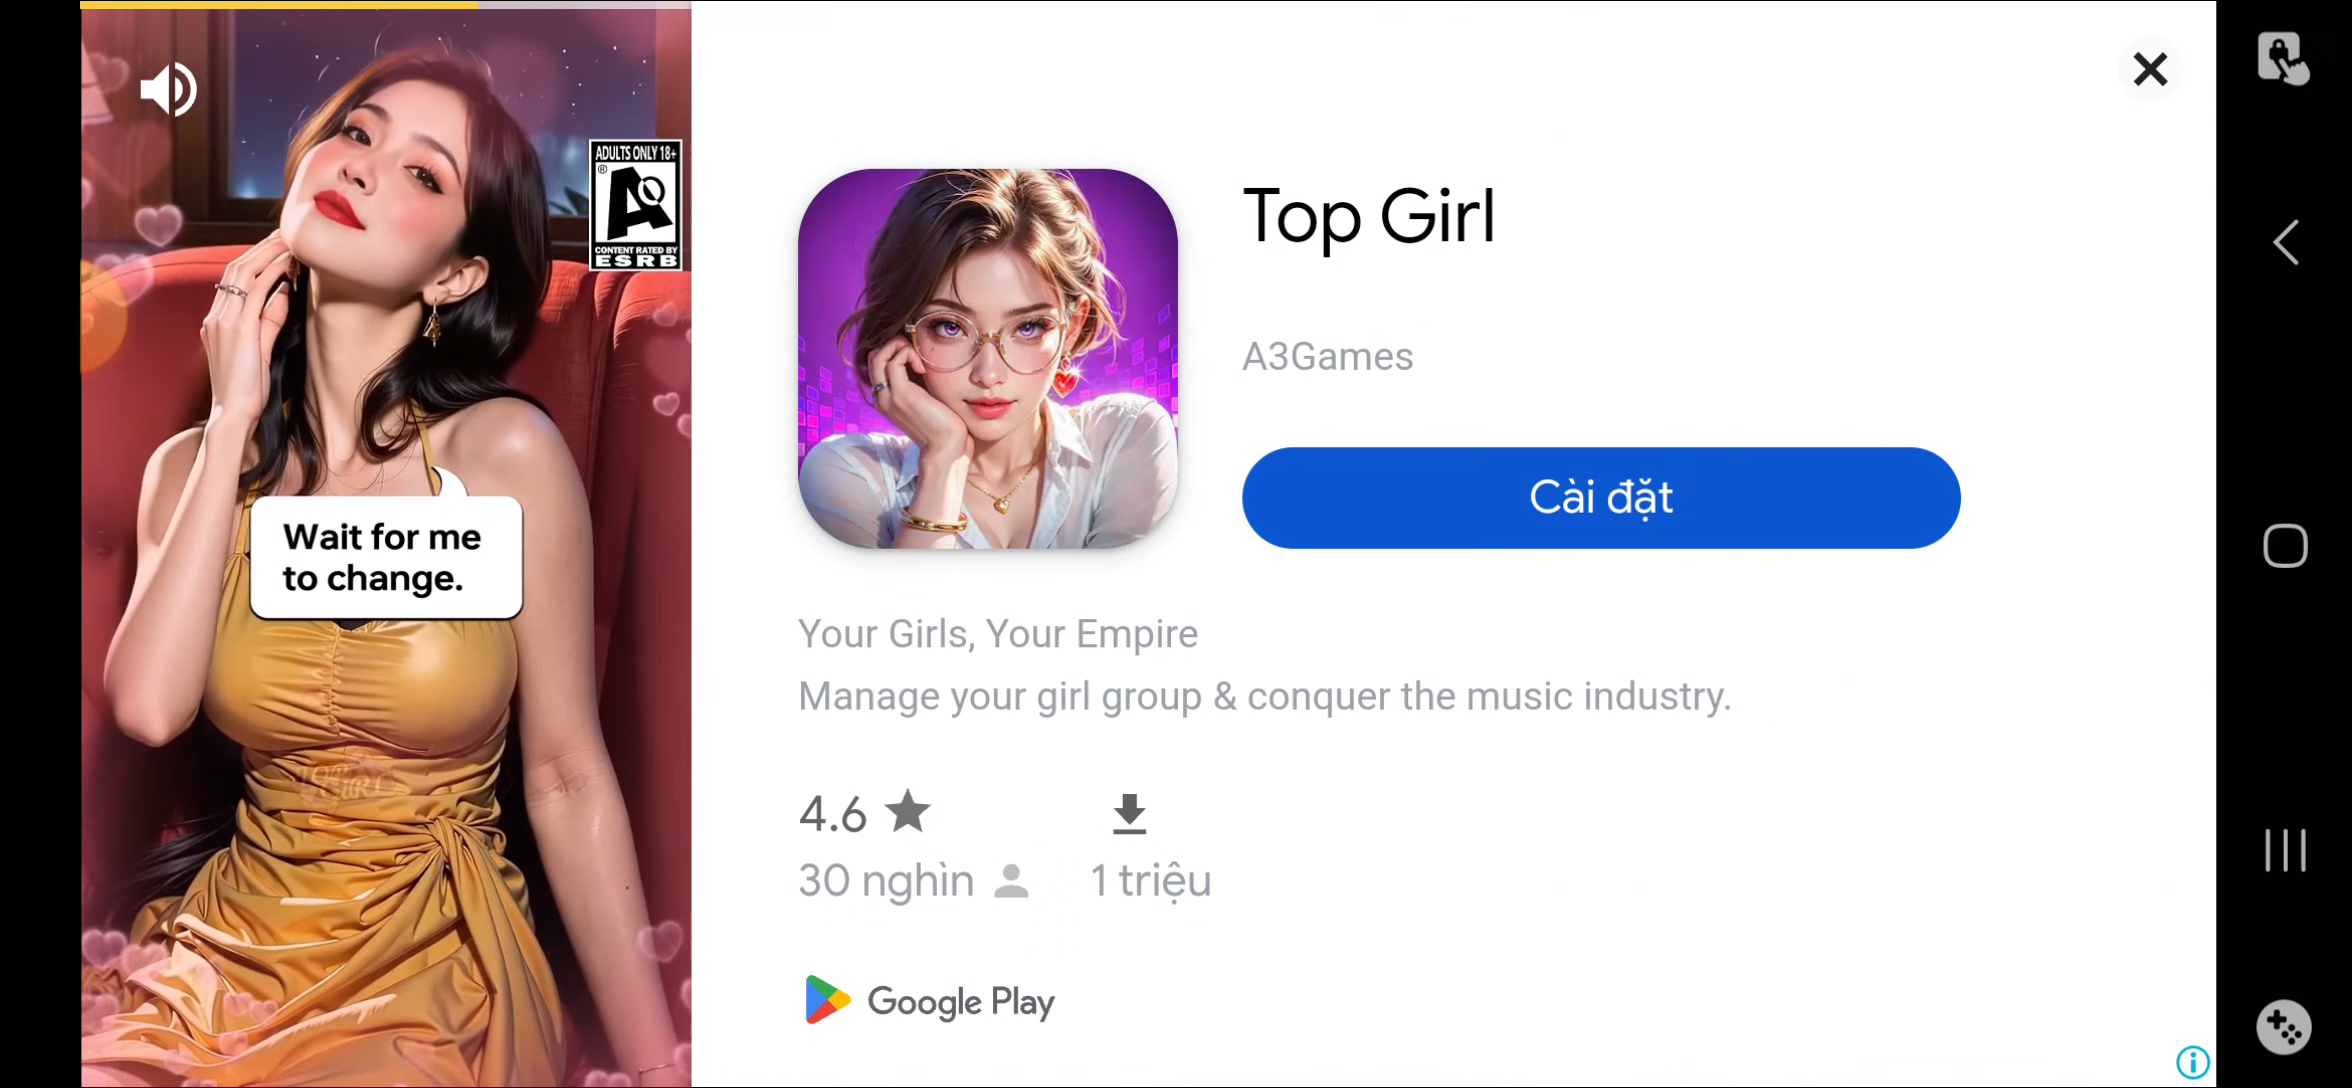 ADULTS ONLY 18+
AO
®
CONTENT RATED BY
ESRB
Wait for me
to change.
TOP GIRL
Top Girl
A3Games
Cài đặt
Your Girls, Your Empire
Manage your girl group & conquer the music industry.
4.6
30 nghìn
1 triệu
Google Play